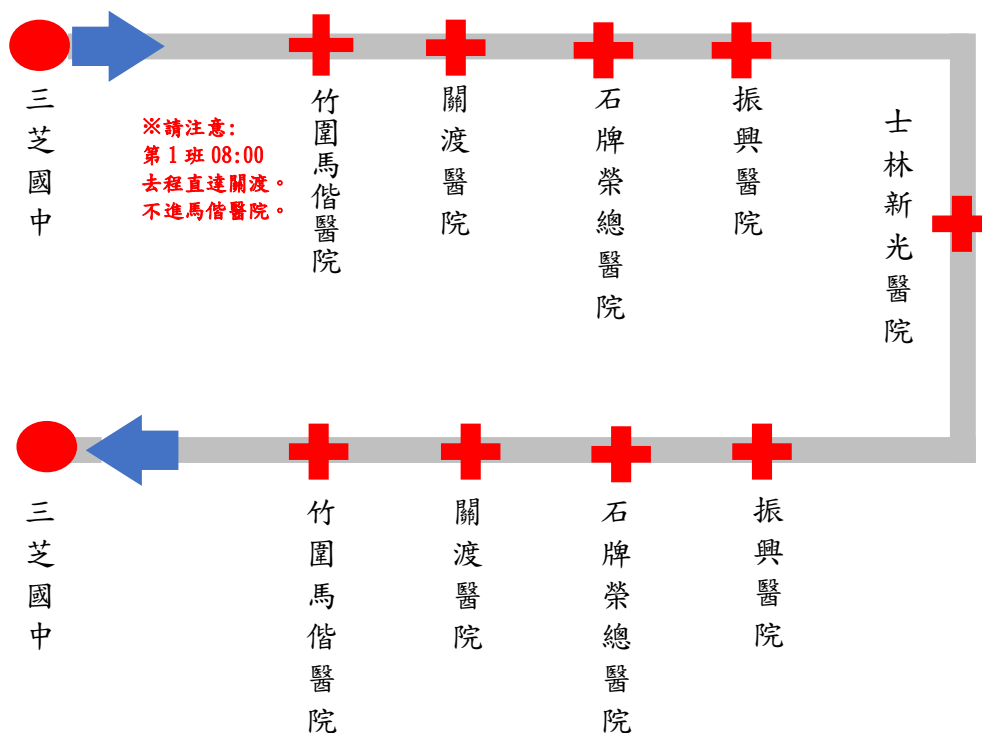 三芝國中
※請注意:
第1班 08:00
去程直達關渡。
不進馬偕醫院。
竹圍馬偕醫院
關渡醫院
石牌榮總醫院
振興醫院
士林新光醫院
三芝國中
竹圍馬偕醫院
關渡醫院
石牌榮總醫院
振興醫院